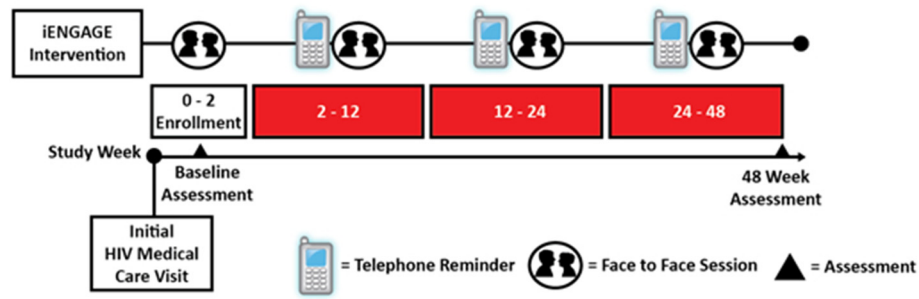 iENGAGE
Intervention
0 - 2
Enrollment
2 - 12
12 - 24
24 - 48
Study Week
Baseline
Assessment
48 Week
Assessment
Initial
HIV Medical
Care Visit
= Telephone Reminder
= Face to Face Session
= Assessment